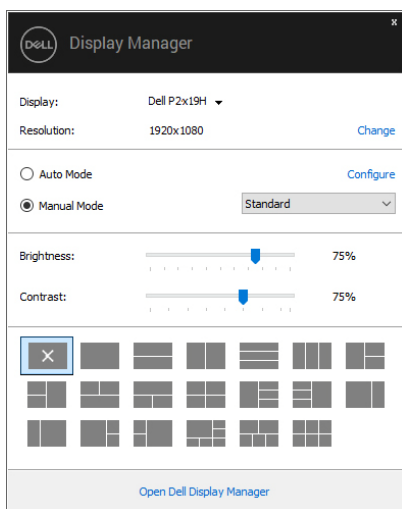 x
DELL Display Manager
Display: Dell P2x19H
Resolution: 1920x1080 Change
Auto Mode Configure
Manual Mode Standard
Brightness: 75%
Contrast: 75%
Open Dell Display Manager